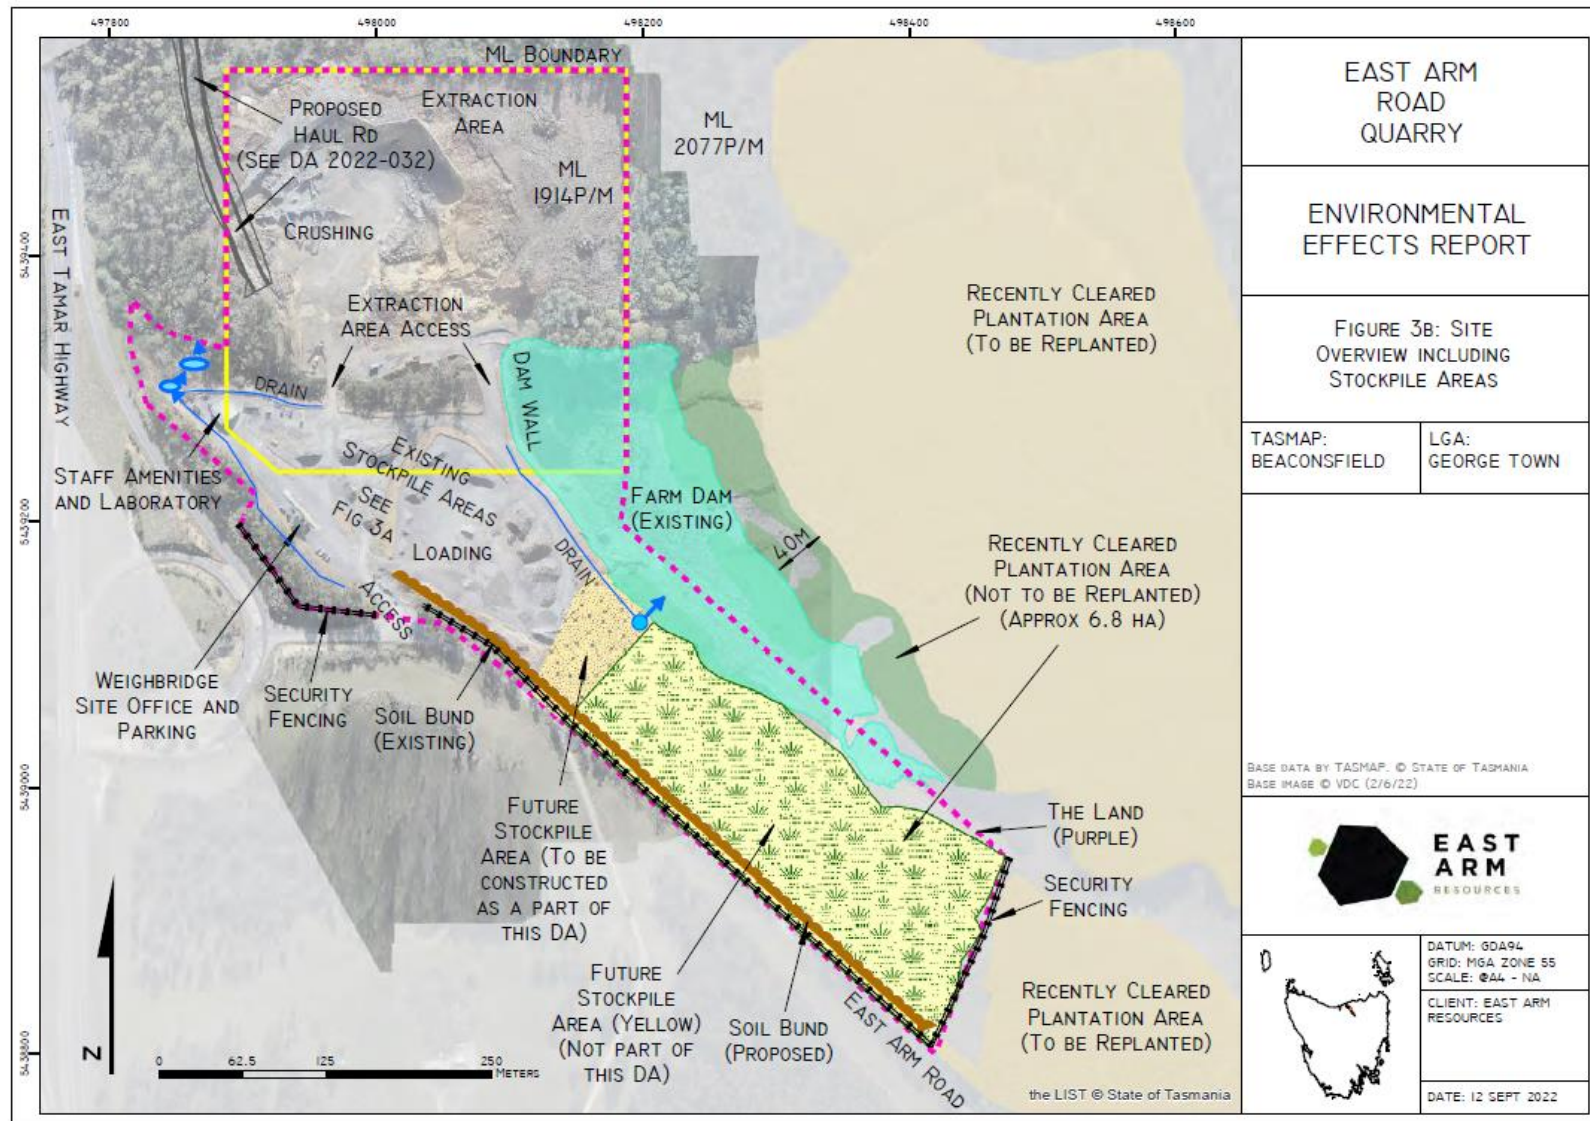 497800
498000
498200
498400
498600
ML BOUNDARY
EXTRACTION
AREA
PROPOSED
HAUL RD
(SEE DA 2022-032)
ML
2077P/M
ML
1914P/M
CRUSHING
EAST TAMAR HIGHWAY
5439400
EXTRACTION
AREA ACCESS
RECENTLY CLEARED
PLANTATION AREA
(TO BE REPLANTED)
DRAIN
DAM WALL
STAFF AMENITIES
AND LABORATORY
EXISTING
STOCKPILE AREAS
SEE
FIG 3A
LOADING
FARM DAM
(EXISTING)
5439200
40M
DRAIN
ACCESS
RECENTLY CLEARED
PLANTATION AREA
(NOT TO BE REPLANTED)
(APPROX 6.8 HA)
WEIGHBRIDGE
SITE OFFICE AND
PARKING
SECURITY
FENCING
SOIL BUND
(EXISTING)
5439000
FUTURE
STOCKPILE
AREA (TO BE
CONSTRUCTED
AS A PART OF
THIS DA)
THE LAND
(PURPLE)
SECURITY
FENCING
FUTURE
STOCKPILE
AREA (YELLOW)
(NOT PART OF
THIS DA)
SOIL BUND
(PROPOSED)
EAST ARM ROAD
RECENTLY CLEARED
PLANTATION AREA
(TO BE REPLANTED)
5438800
N
0
62.5
125
250
METERS
the LIST © State of Tasmania
EAST ARM
ROAD
QUARRY
ENVIRONMENTAL
EFFECTS REPORT
FIGURE 3B: SITE
OVERVIEW INCLUDING
STOCKPILE AREAS
TASMAP:
BEACONSFIELD
LGA:
GEORGE TOWN
BASE DATA BY TASMAP. © STATE OF TASMANIA
BASE IMAGE © VDC (2/6/22)
EAST
ARM
RESOURCES
DATUM: GDA94
GRID: MGA ZONE 55
SCALE: @A4 - NA
CLIENT: EAST ARM
RESOURCES
DATE: 12 SEPT 2022